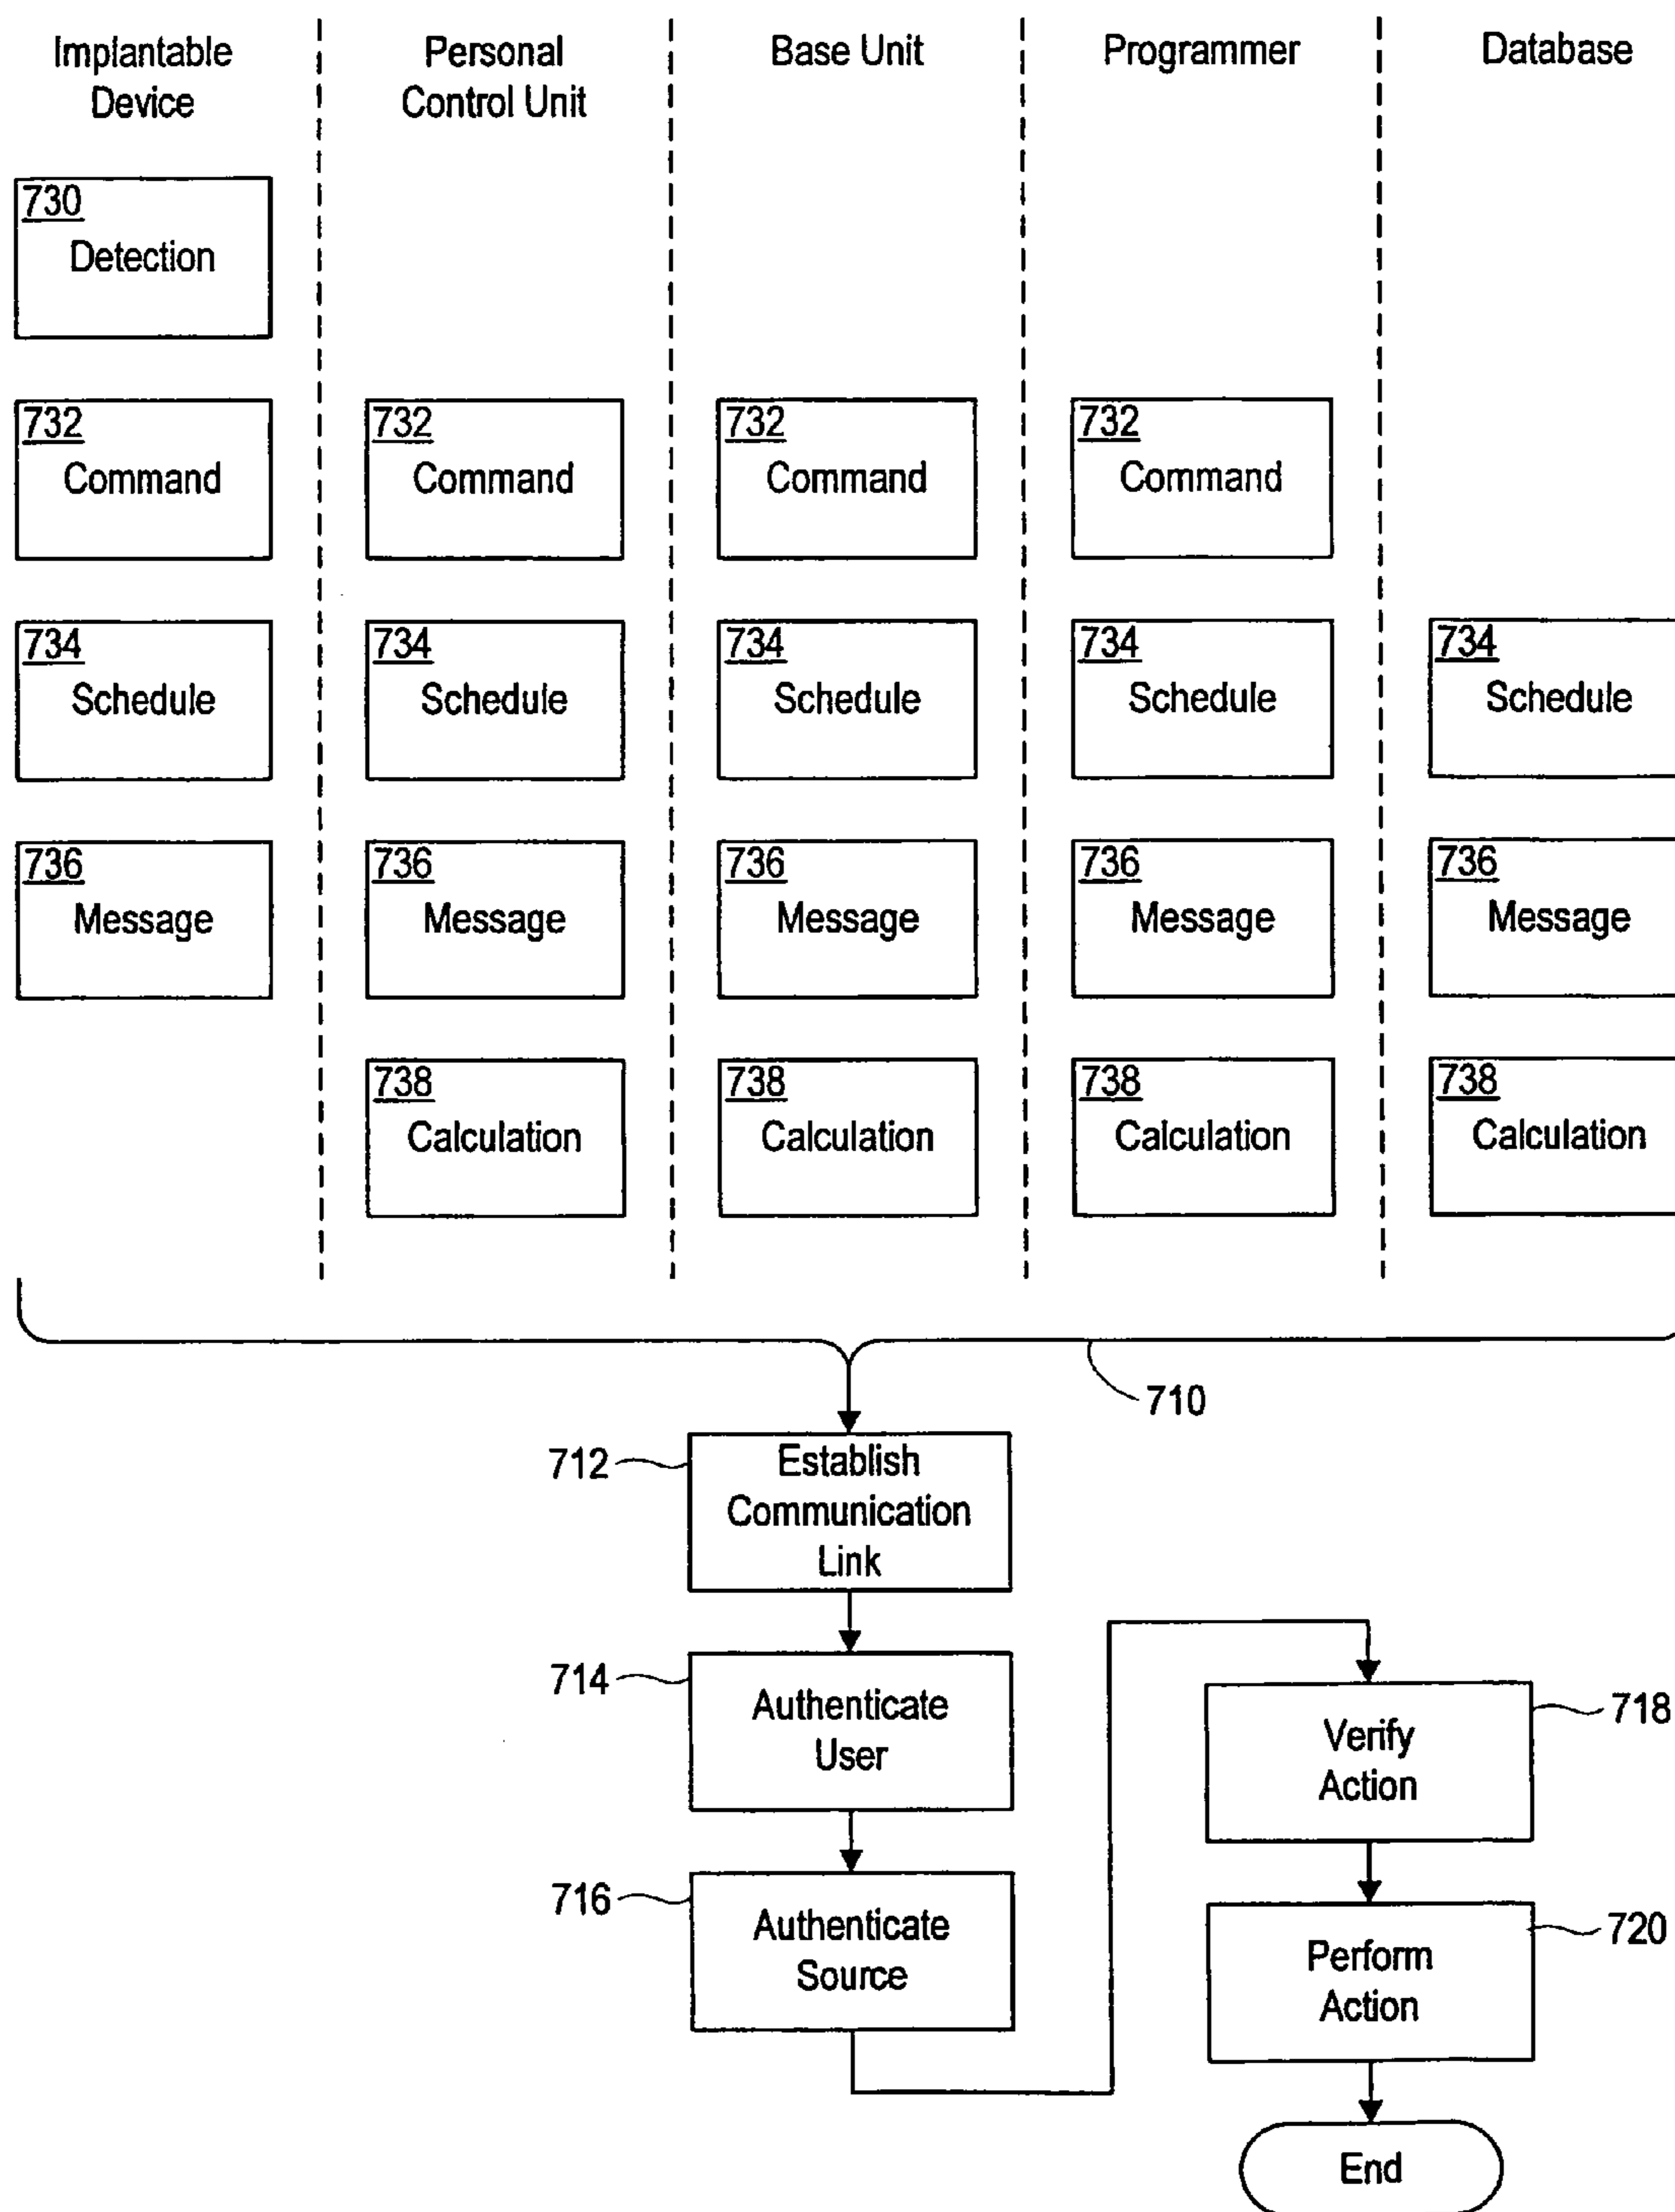 Implantable
Device
Personal
Control Unit
Base Unit
Programmer
Database
730
Detection
732
Command
732
Command
732
Command
732
Command
734
Schedule
734
Schedule
734
Schedule
734
Schedule
734
Schedule
736
Message
736
Message
736
Message
736
Message
736
Message
738
Calculation
738
Calculation
738
Calculation
738
Calculation
710
712
Establish
Communication
Link
714
Authenticate
User
716
Authenticate
Source
718
Verify
Action
720
Perform
Action
End